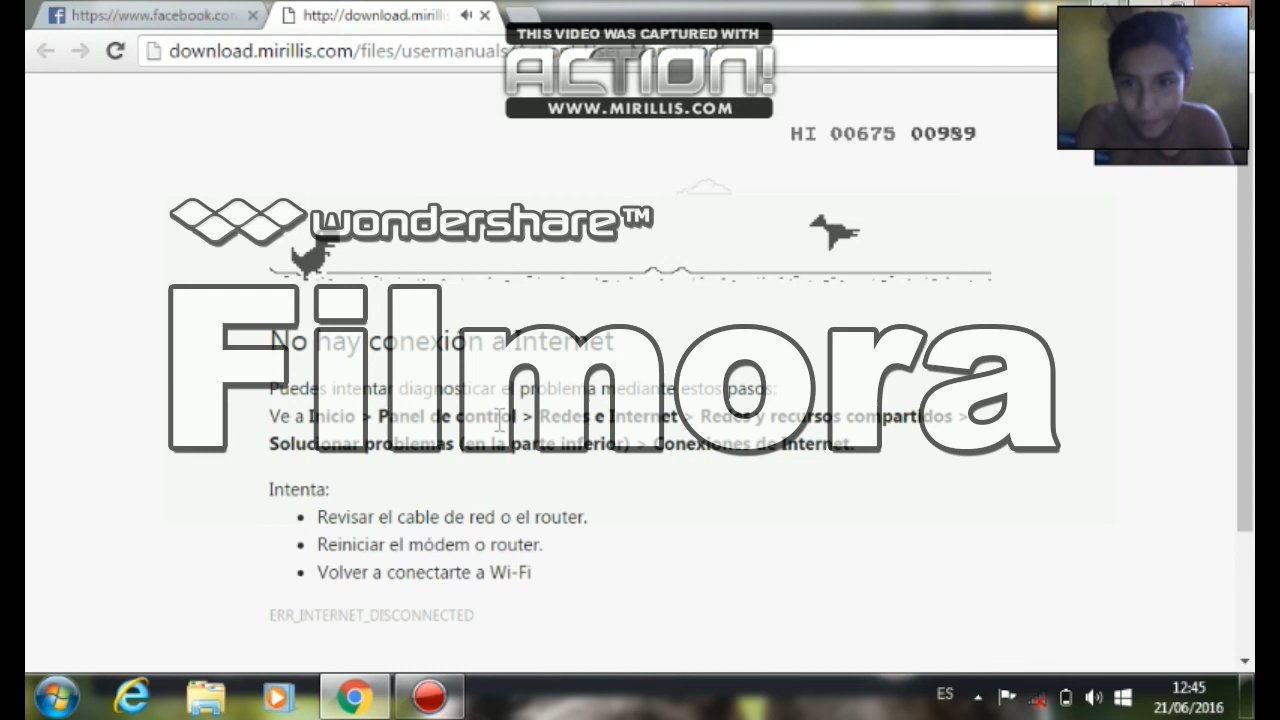 https://www.facebook.con
http://download.mirillis
THIS VIDEO WAS CAPTURED WITH
ACTION!
WWW.MIRILLIS.COM
download.mirillis.com/files/usermanuals
HI 00675 00989
wondershare™
Filmora
No hay conexión a Internet
Puedes intentar diagnosticar el problema mediante estos pasos:
Ve a Inicio > Panel de control > Redes e Internet > Redes y recursos compartidos >
Solucionar problemas (en la parte inferior) > Conexiones de Internet.
Intenta:
• Revisar el cable de red o el router.
• Reiniciar el módem o router.
• Volver a conectarte a Wi-Fi
ERR_INTERNET_DISCONNECTED
ES
12:45
21/06/2016